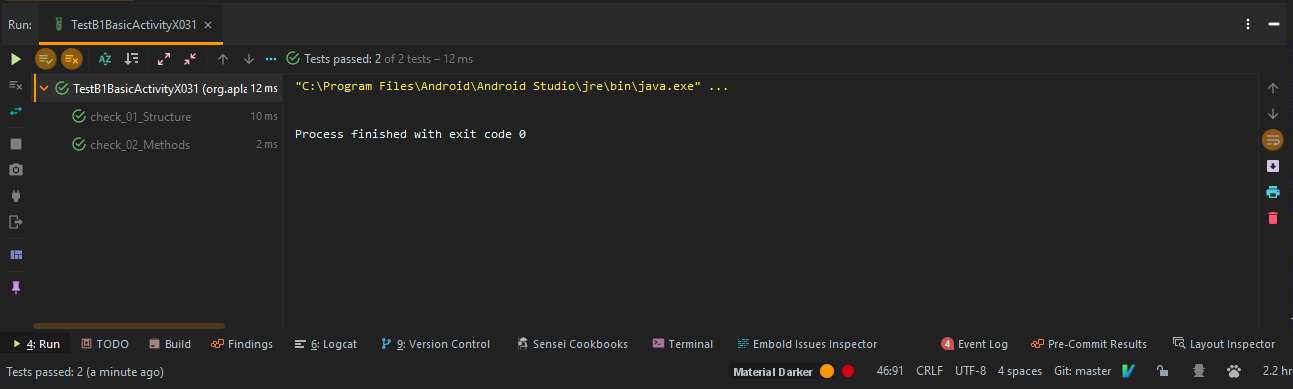 Run: TestB1BasicActivityX031
Tests passed: 2 of 2 tests – 12 ms
TestB1BasicActivityX031 (org.apla 12 ms
check_01_Structure 10 ms
check_02_Methods 2 ms
"C:\Program Files\Android\Android Studio\jre\bin\java.exe" ...
Process finished with exit code 0
4: Run TODO Build Findings 6: Logcat 9: Version Control Sensei Cookbooks Terminal Embold Issues Inspector 4 Event Log Pre-Commit Results Layout Inspector
Tests passed: 2 (a minute ago) Material Darker 46:91 CRLF UTF-8 4 spaces Git: master 2.2 hr